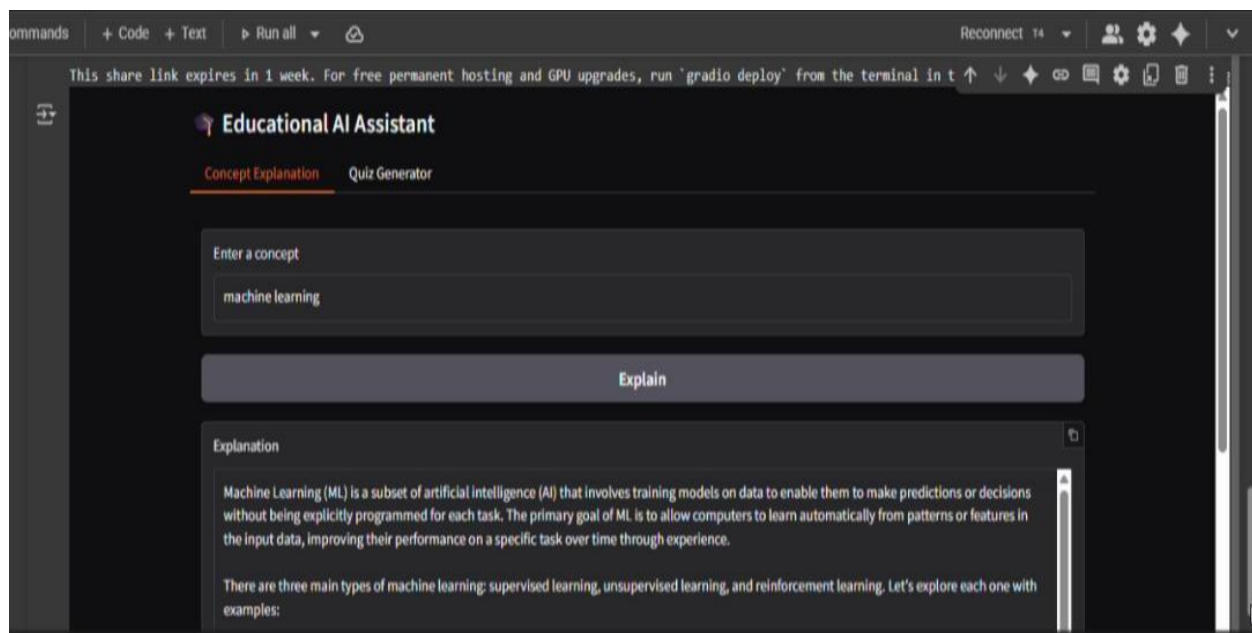 ommands + Code + Text Run all Reconnect T4
This share link expires in 1 week. For free permanent hosting and GPU upgrades, run `gradio deploy` from the terminal in t
Educational AI Assistant
Concept Explanation Quiz Generator
Enter a concept
machine learning
Explain
Explanation
Machine Learning (ML) is a subset of artificial intelligence (AI) that involves training models on data to enable them to make predictions or decisions
without being explicitly programmed for each task. The primary goal of ML is to allow computers to learn automatically from patterns or features in
the input data, improving their performance on a specific task over time through experience.
There are three main types of machine learning: supervised learning, unsupervised learning, and reinforcement learning. Let's explore each one with
examples: